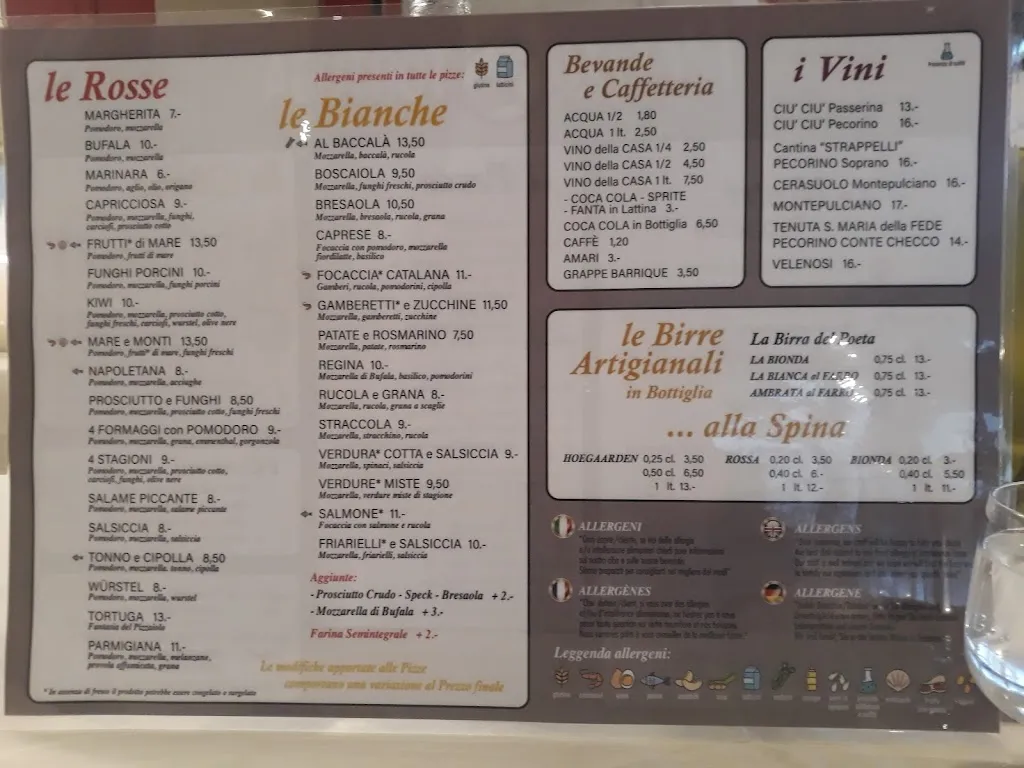 le Rosse
MARGHERITA 7.-
Pomodoro, mozzarella
BUFALA 10.-
Pomodoro, mozzarella
MARINARA 6.-
Pomodoro, aglio, olio, origano
CAPRICCIOSA 9.-
Pomodoro, mozzarella, funghi,
carciofi, prosciutto cotto
FRUTTI* di MARE 13,50
Pomodoro, frutti di mare
FUNGHI PORCINI 10.-
Pomodoro, mozzarella, funghi porcini
KIWI 10.-
Pomodoro, mozzarella, prosciutto cotto,
funghi freschi, carciofi, wurstel, olive nere
MARE e MONTI 13,50
Pomodoro, frutti* di mare, funghi freschi
NAPOLETANA 8.-
Pomodoro, mozzarella, acciughe
PROSCIUTTO e FUNGHI 8,50
Pomodoro, mozzarella, prosciutto cotto, funghi freschi
4 FORMAGGI con POMODORO 9.-
Pomodoro, mozzarella, grana, emmenthal, gorgonzola
4 STAGIONI 9.-
Pomodoro, mozzarella, prosciutto cotto,
carciofi, funghi, olive nere
SALAME PICCANTE 8.-
Pomodoro, mozzarella, salame piccante
SALSICCIA 8.-
Pomodoro, mozzarella, salsiccia
TONNO e CIPOLLA 8,50
Pomodoro, mozzarella, tonno, cipolla
WÜRSTEL 8.-
Pomodoro, mozzarella, wurstel
TORTUGA 13.-
Fantasia del Pizzaiolo
PARMIGIANA 11.-
Pomodoro, mozzarella, melanzane,
provola affumicata, grana
* In assenza di fresco il prodotto potrebbe essere congelato o surgelato
Allergeni presenti in tutte le pizze:
glutine
lattosio
le Bianche
AL BACCALÀ 13,50
Mozzarella, baccalà, rucola
BOSCAIOLA 9,50
Mozzarella, funghi freschi, prosciutto crudo
BRESAOLA 10,50
Mozzarella, bresaola, rucola, grana
CAPRESE 8.-
Focaccia con pomodoro, mozzarella
fiordilatte, basilico
FOCACCIA* CATALANA 11.-
Gamberi, rucola, pomodorini, cipolla
GAMBERETTI* e ZUCCHINE 11,50
Mozzarella, gamberetti, zucchine
PATATE e ROSMARINO 7,50
Mozzarella, patate, rosmarino
REGINA 10.-
Mozzarella di Bufala, basilico, pomodorini
RUCOLA e GRANA 8.-
Mozzarella, rucola, grana a scaglie
STRACCOLA 9.-
Mozzarella, stracchino, rucola
VERDURA* COTTA e SALSICCIA 9.-
Mozzarella, spinaci, salsiccia
VERDURE* MISTE 9,50
Mozzarella, verdure miste di stagione
SALMONE* 11.-
Focaccia con salmone e rucola
FRIARIELLI* e SALSICCIA 10.-
Mozzarella, friarielli, salsiccia
Aggiunte:
- Prosciutto Crudo - Speck - Bresaola + 2.-
- Mozzarella di Bufala + 3.-
Farina Semintegrale + 2.-
Le modifiche apportate alle Pizze
comportano una variazione al Prezzo finale
Bevande
e Caffetteria
ACQUA 1/2 1,80
ACQUA 1 lt. 2,50
VINO della CASA 1/4 2,50
VINO della CASA 1/2 4,50
VINO della CASA 1 lt. 7,50
- COCA COLA - SPRITE
- FANTA in Lattina 3.-
COCA COLA in Bottiglia 6,50
CAFFÈ 1,20
AMARI 3.-
GRAPPE BARRIQUE 3,50
i Vini
CIU' CIU' Passerina 13.-
CIU' CIU' Pecorino 16.-
Cantina "STRAPPELLI"
PECORINO Soprano 16.-
CERASUOLO Montepulciano 16.-
MONTEPULCIANO 17.-
TENUTA S. MARIA della FEDE
PECORINO CONTE CHECCO 14.-
VELENOSI 16.-
le Birre
Artigianali
in Bottiglia
La Birra del Poeta
LA BIONDA 0,75 cl. 13.-
LA BIANCA al FARRO 0,75 cl. 13.-
AMBRATA al FARRO 0,75 cl. 13.-
... alla Spina
HOEGAARDEN 0,25 cl. 3,50
0,50 cl. 6,50
1 lt. 13.-
ROSSA 0,20 cl. 3,50
0,40 cl. 6.-
1 lt. 12.-
BIONDA 0,20 cl. 3.-
0,40 cl. 5,50
1 lt. 11.-
ALLERGENI
ALLERGENS
ALLERGÈNES
ALLERGENE
Leggenda allergeni: